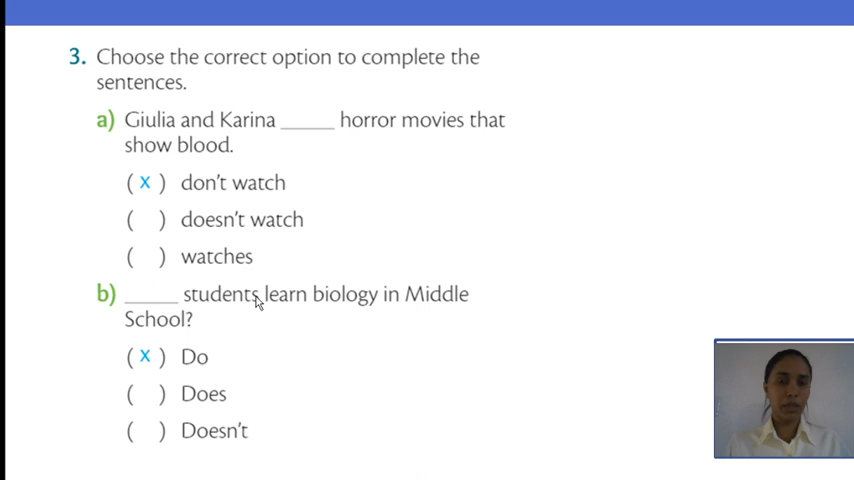 3. Choose the correct option to complete the
sentences.
a) Giulia and Karina _____ horror movies that
show blood.
( x ) don't watch
( ) doesn't watch
( ) watches
b) _____ students learn biology in Middle
School?
( x ) Do
( ) Does
( ) Doesn't